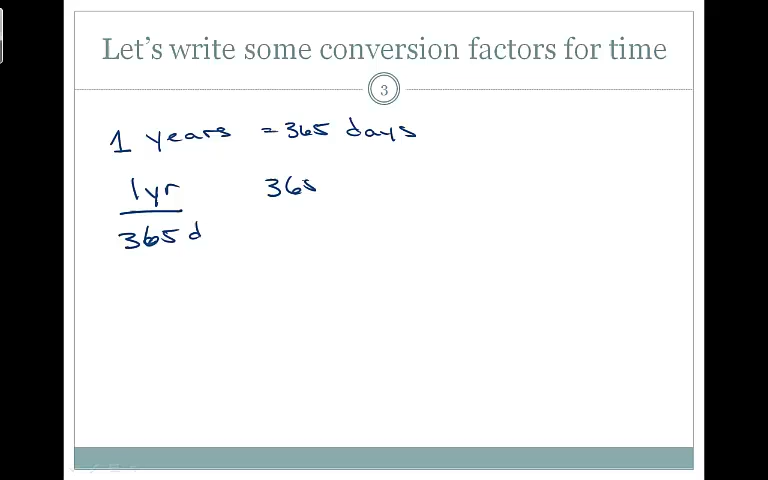 Let's write some conversion factors for time
3
1 years = 365 days
1yr 365
365 d